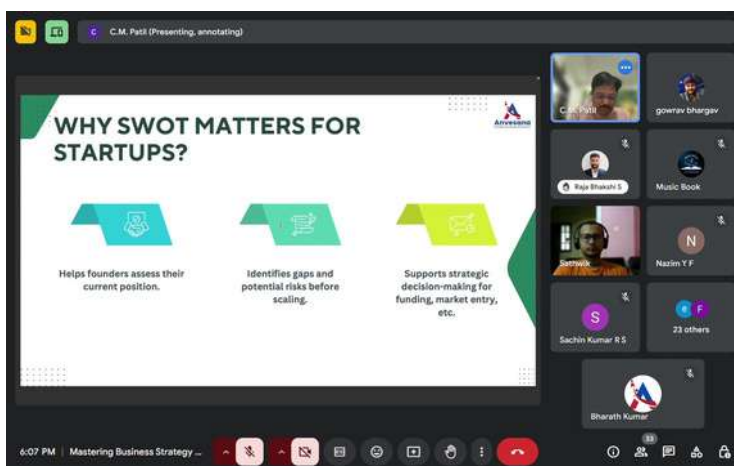 C
C.M. Patil (Presenting, annotating)
WHY SWOT MATTERS FOR
STARTUPS?
Anvesana
Helps founders assess their
current position.
Identifies gaps and
potential risks before
scaling.
Supports strategic
decision-making for
funding, market entry,
etc.
C.M. Patil
gowrav bhargav
Raja Bhakshi S
Music Book
Sathwik
N
Nazim Y F
S
Sachin Kumar R S
e F
23 others
Bharath Kumar
6:07 PM | Mastering Business Strategy ...
33